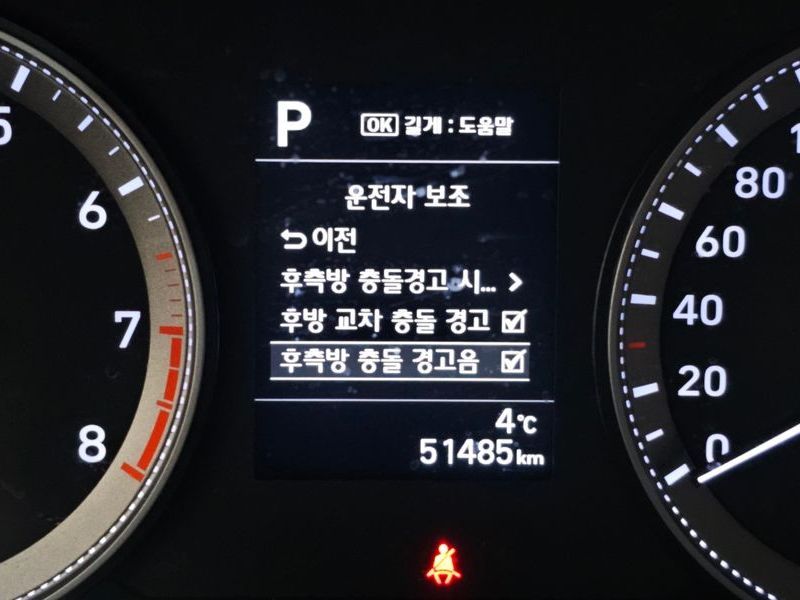 P
OK 길게 : 도움말
운전자 보조
이전
후측방 충돌경고 시...
후방 교차 충돌 경고
후측방 충돌 경고음
4℃
51485km
6
7
8
80
60
40
20
0